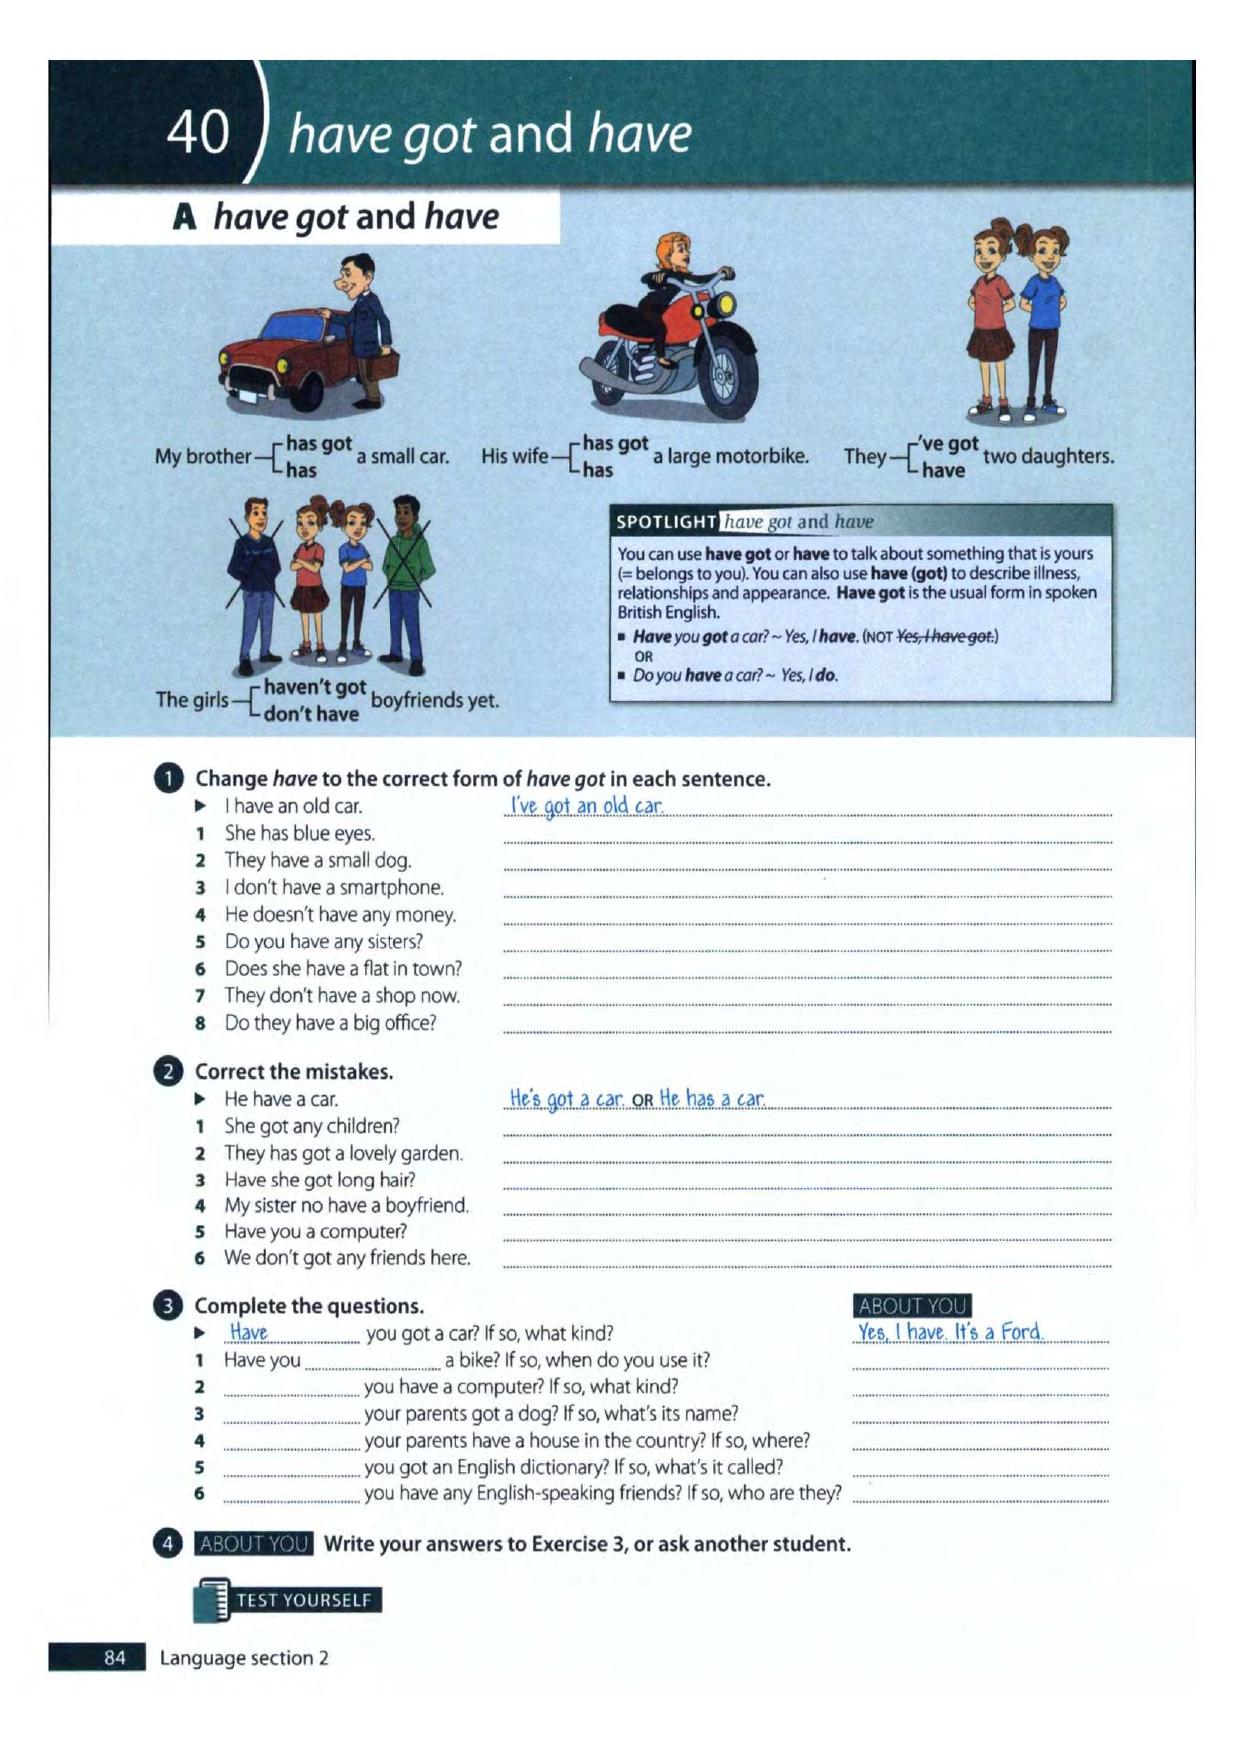 40 have got and have
A have got and have
My brother has got / has a small car. His wife has got / has a large motorbike. They 've got / have two daughters.
SPOTLIGHT have got and have
You can use have got or have to talk about something that is yours
(= belongs to you). You can also use have (got) to describe illness,
relationships and appearance. Have got is the usual form in spoken
British English.
■ Have you got a car? ~ Yes, I have. (NOT Yes, I have got.)
OR
■ Do you have a car? ~ Yes, I do.
The girls haven't got / don't have boyfriends yet.
1 Change have to the correct form of have got in each sentence.
► I have an old car. I've got an old car.
1 She has blue eyes.
2 They have a small dog.
3 I don't have a smartphone.
4 He doesn't have any money.
5 Do you have any sisters?
6 Does she have a flat in town?
7 They don't have a shop now.
8 Do they have a big office?
2 Correct the mistakes.
► He have a car. He's got a car. OR He has a car.
1 She got any children?
2 They has got a lovely garden.
3 Have she got long hair?
4 My sister no have a boyfriend.
5 Have you a computer?
6 We don't got any friends here.
3 Complete the questions. ABOUT YOU
► Have you got a car? If so, what kind? Yes, I have. It's a Ford.
1 Have you a bike? If so, when do you use it?
2 you have a computer? If so, what kind?
3 your parents got a dog? If so, what's its name?
4 your parents have a house in the country? If so, where?
5 you got an English dictionary? If so, what's it called?
6 you have any English-speaking friends? If so, who are they?
4 ABOUT YOU Write your answers to Exercise 3, or ask another student.
TEST YOURSELF
84 Language section 2